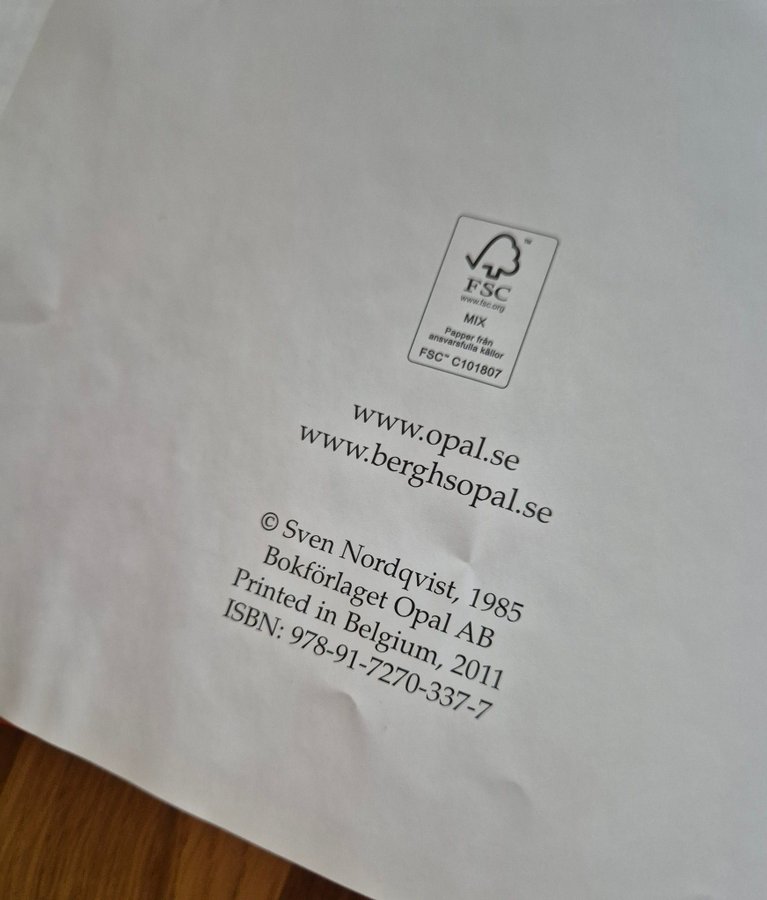 TM
FSC
www.fsc.org
MIX
Papper från
ansvarsfulla källor
FSC™ C101807
www.opal.se
www.berghsopal.se
© Sven Nordqvist, 1985
Bokförlaget Opal AB
Printed in Belgium, 2011
ISBN: 978-91-7270-337-7